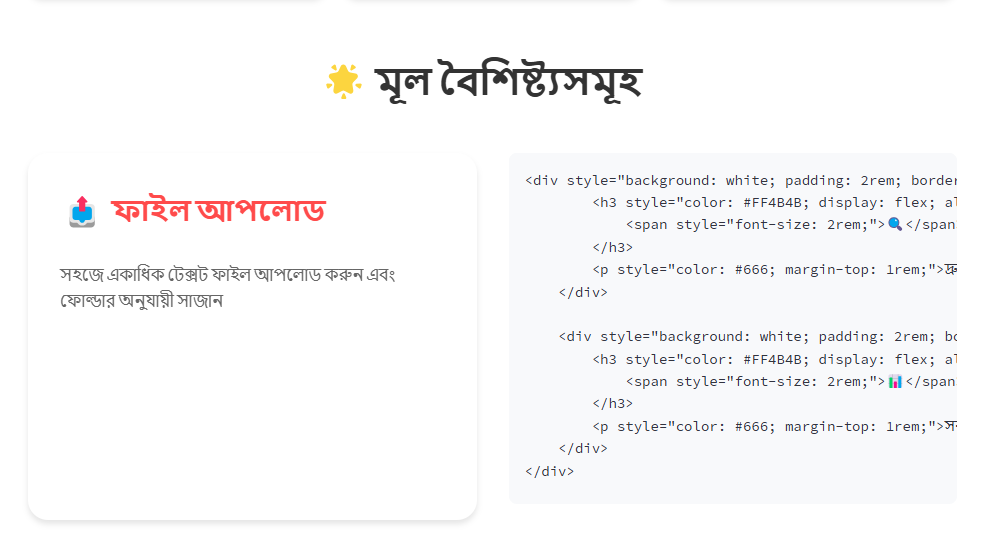 🌟 মূল বৈশিষ্ট্যসমূহ
📤 ফাইল আপলোড
সহজে একাধিক টেক্সট ফাইল আপলোড করুন এবং
ফোল্ডার অনুযায়ী সাজান
<div style="background: white; padding: 2rem; border
<h3 style="color: #FF4B4B; display: flex; al
<span style="font-size: 2rem;">🔍</span
</h3>
<p style="color: #666; margin-top: 1rem;">দ্রু
</div>
<div style="background: white; padding: 2rem; bo
<h3 style="color: #FF4B4B; display: flex; al
<span style="font-size: 2rem;">📊</span
</h3>
<p style="color: #666; margin-top: 1rem;">
</div>
</div>